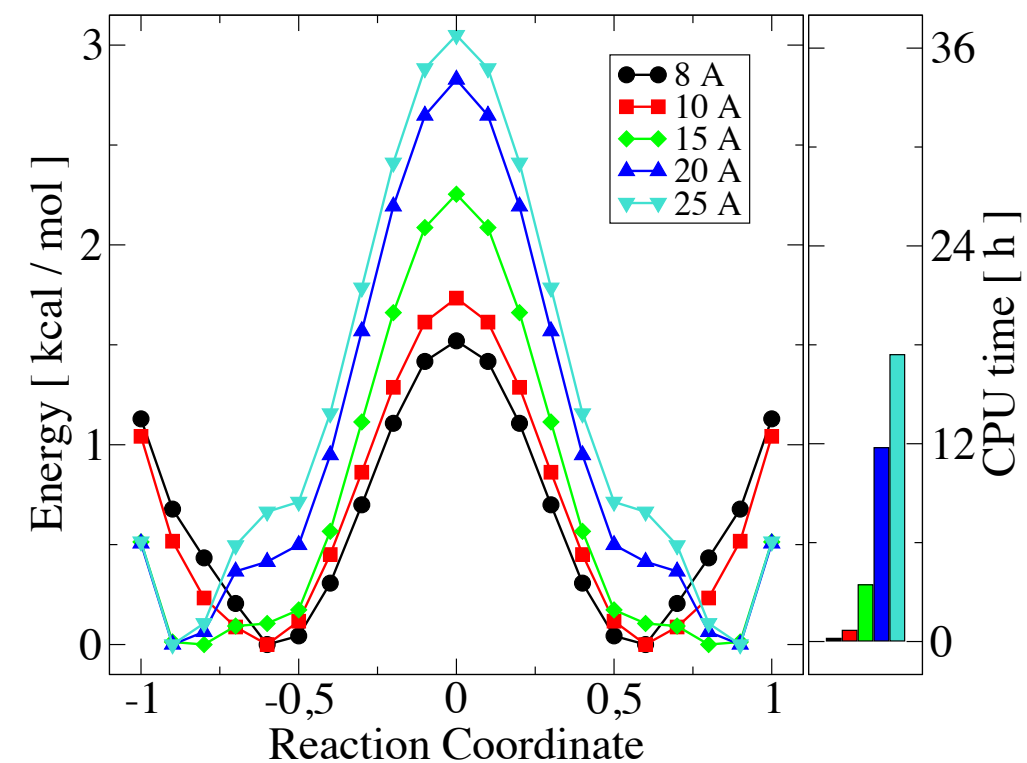 Energy [ kcal / mol ]
3
2
1
0
-1
-0,5
0
0,5
1
Reaction Coordinate
8 A
10 A
15 A
20 A
25 A
36
24
12
0
CPU time [ h ]